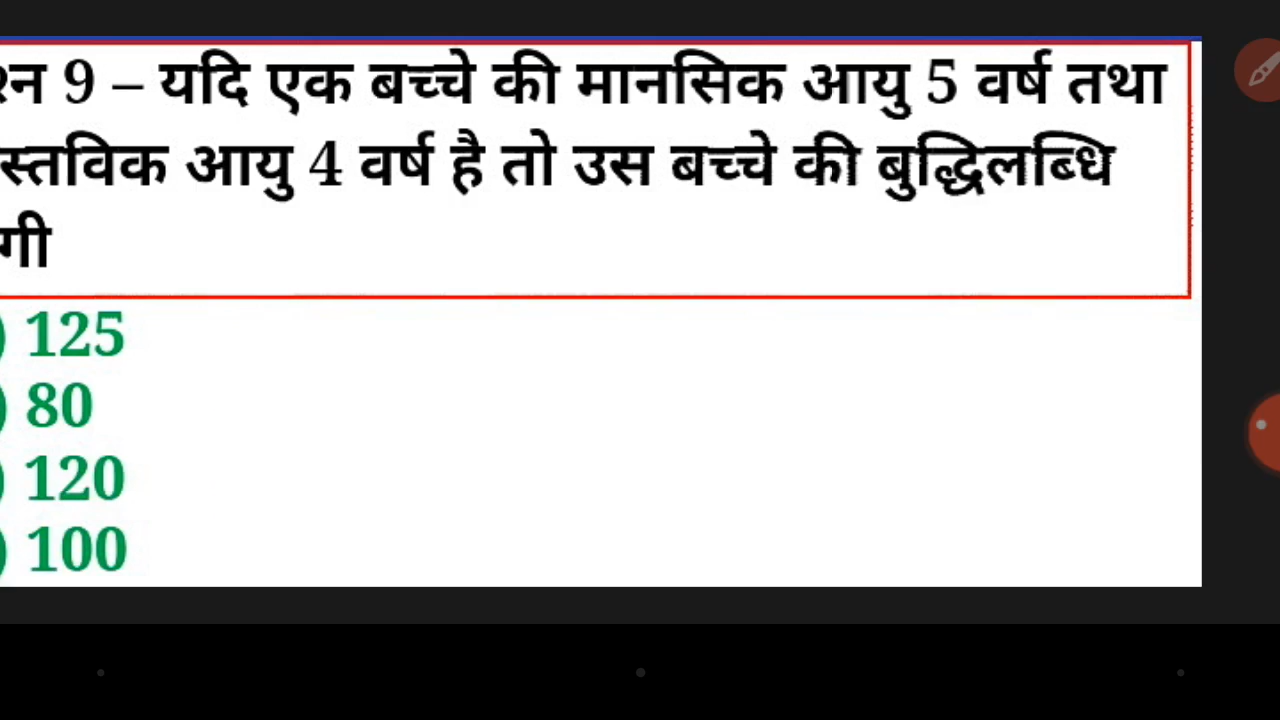 न 9 – यदि एक बच्चे की मानसिक आयु 5 वर्ष तथा
स्तविक आयु 4 वर्ष है तो उस बच्चे की बुद्धिलब्धि
गी
) 125
) 80
) 120
) 100